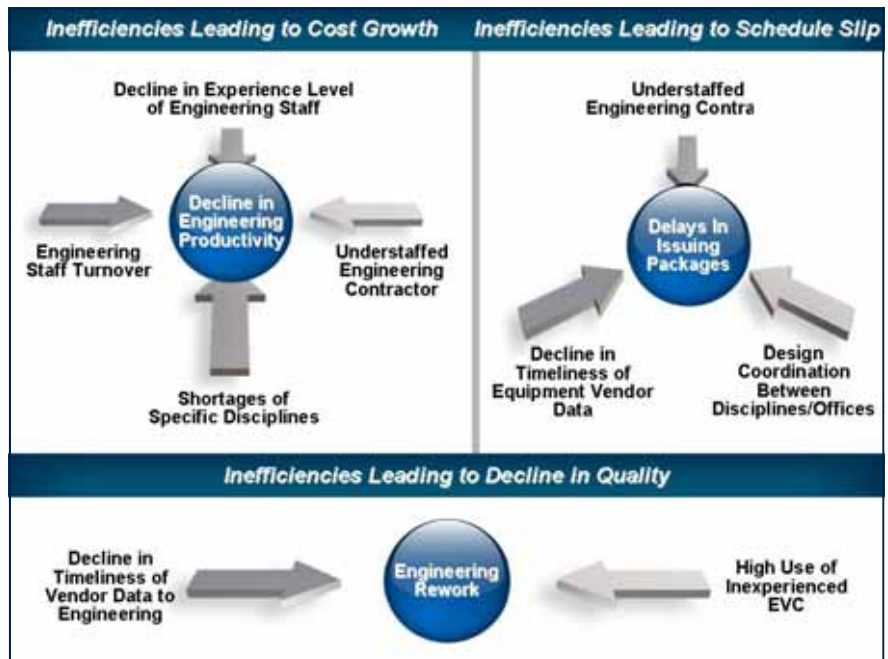 Inefficiencies Leading to Cost Growth
Decline in Experience Level
of Engineering Staff
Decline in
Engineering
Productivity
Engineering
Staff Turnover
Understaffed
Engineering
Contractor
Shortages of
Specific Disciplines
Inefficiencies Leading to Schedule Slip
Understaffed
Engineering Contra
Delays In
Issuing
Packages
Decline in
Timeliness of
Equipment Vendor
Data
Design
Coordination
Between
Disciplines/Offices
Inefficiencies Leading to Decline in Quality
Decline in
Timeliness of
Vendor Data to
Engineering
Engineering
Rework
High Use of
Inexperienced
EVC